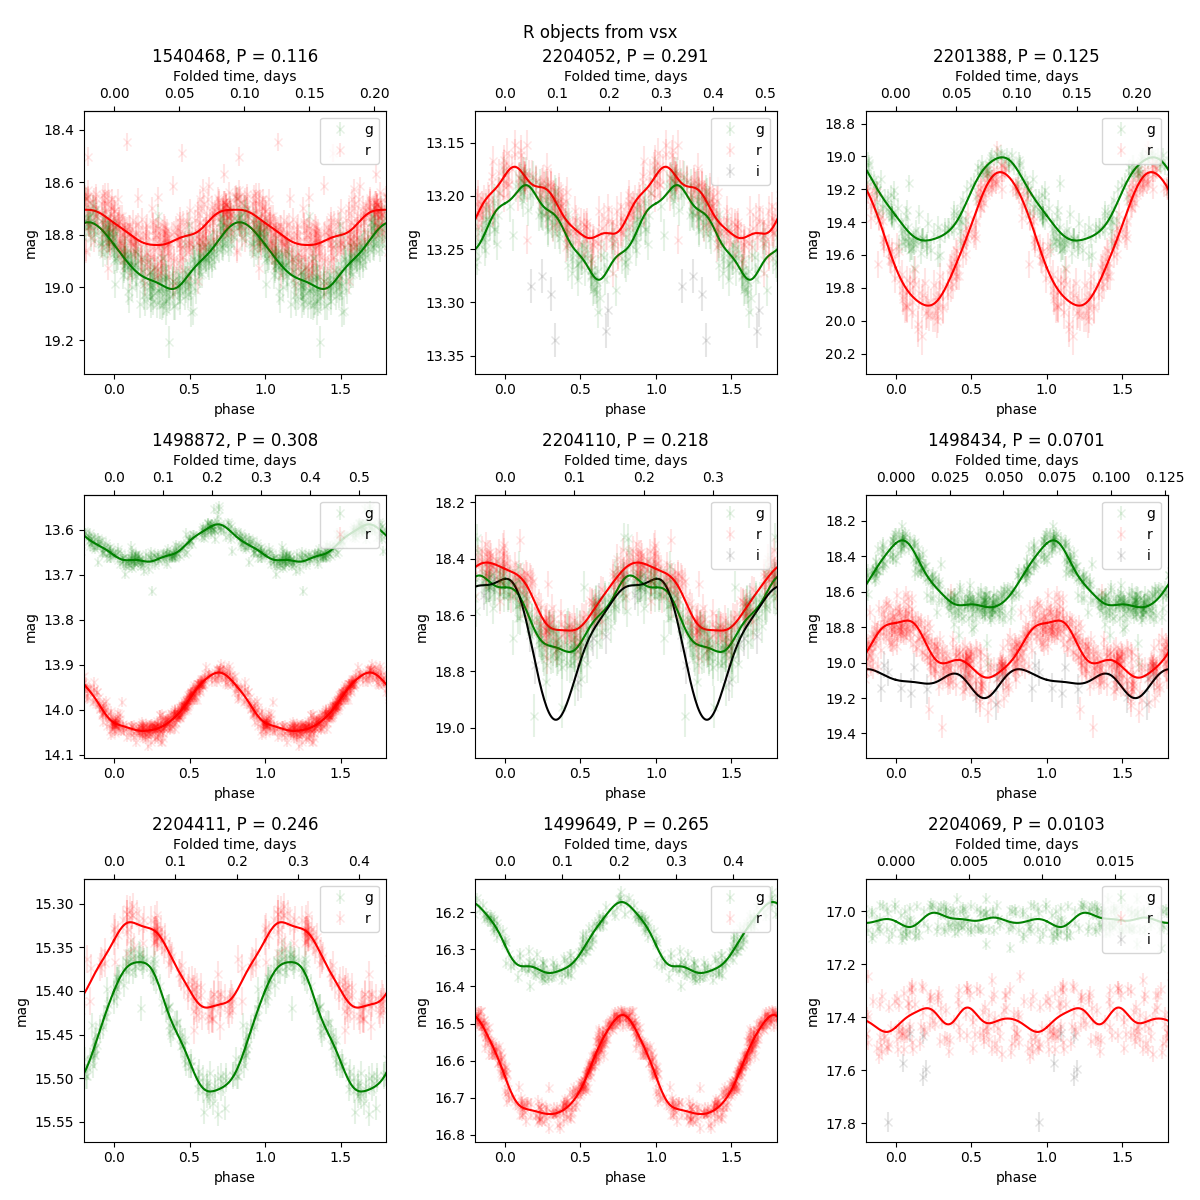 R objects from vsx
1540468, P = 0.116
Folded time, days
0.00 0.05 0.10 0.15 0.20
18.4
18.6
18.8
19.0
19.2
mag
g
r
0.0 0.5 1.0 1.5
phase
2204052, P = 0.291
Folded time, days
0.0 0.1 0.2 0.3 0.4 0.5
13.15
13.20
13.25
13.30
13.35
mag
g
r
i
0.0 0.5 1.0 1.5
phase
2201388, P = 0.125
Folded time, days
0.00 0.05 0.10 0.15 0.20
18.8
19.0
19.2
19.4
19.6
19.8
20.0
20.2
mag
g
r
0.0 0.5 1.0 1.5
phase
1498872, P = 0.308
Folded time, days
0.0 0.1 0.2 0.3 0.4 0.5
13.6
13.7
13.8
13.9
14.0
14.1
mag
g
r
0.0 0.5 1.0 1.5
phase
2204110, P = 0.218
Folded time, days
0.0 0.1 0.2 0.3
18.2
18.4
18.6
18.8
19.0
mag
g
r
i
0.0 0.5 1.0 1.5
phase
1498434, P = 0.0701
Folded time, days
0.000 0.025 0.050 0.075 0.100 0.125
18.2
18.4
18.6
18.8
19.0
19.2
19.4
mag
g
r
i
0.0 0.5 1.0 1.5
phase
2204411, P = 0.246
Folded time, days
0.0 0.1 0.2 0.3 0.4
15.30
15.35
15.40
15.45
15.50
15.55
mag
g
r
0.0 0.5 1.0 1.5
phase
1499649, P = 0.265
Folded time, days
0.0 0.1 0.2 0.3 0.4
16.2
16.3
16.4
16.5
16.6
16.7
16.8
mag
g
r
0.0 0.5 1.0 1.5
phase
2204069, P = 0.0103
Folded time, days
0.000 0.005 0.010 0.015
17.0
17.2
17.4
17.6
17.8
mag
g
r
i
0.0 0.5 1.0 1.5
phase